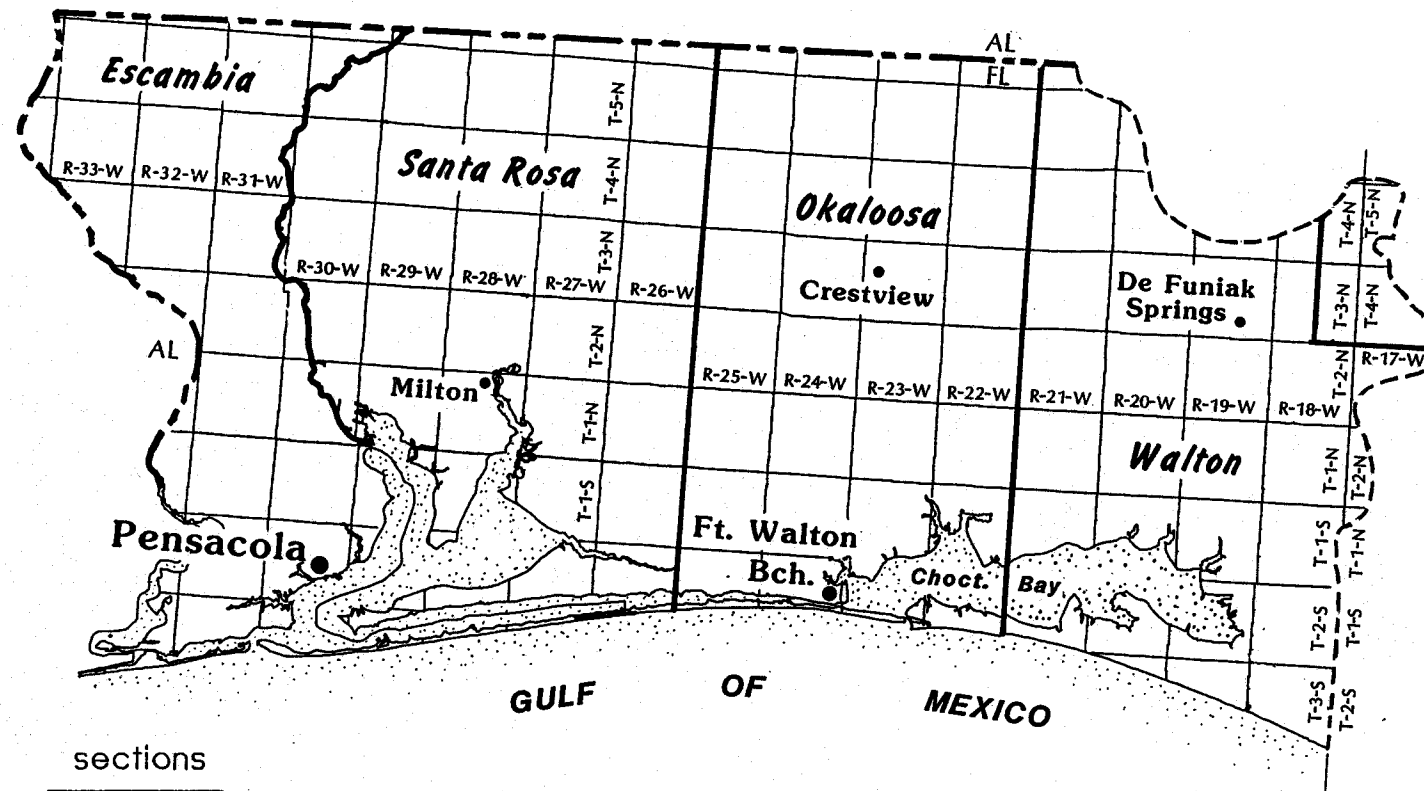 AL
FL
Escambia
T-5-N
R-33-W R-32-W R-31-W
Santa Rosa
T-4-N
Okaloosa
T-4-N
T-5-N
T-3-N
R-30-W R-29-W R-28-W R-27-W R-26-W
Crestview
De Funiak
Springs
T-3-N
T-4-N
AL
T-2-N
Milton
R-25-W R-24-W R-23-W R-22-W R-21-W R-20-W R-19-W R-18-W
T-2-N
R-17-W
T-1-N
Walton
T-1-N
T-2-N
T-1-S
Pensacola
Ft. Walton
Bch.
Choct. Bay
T-1-S
T-1-N
T-2-S
T-1-S
GULF OF MEXICO
T-3-S
T-2-S
sections